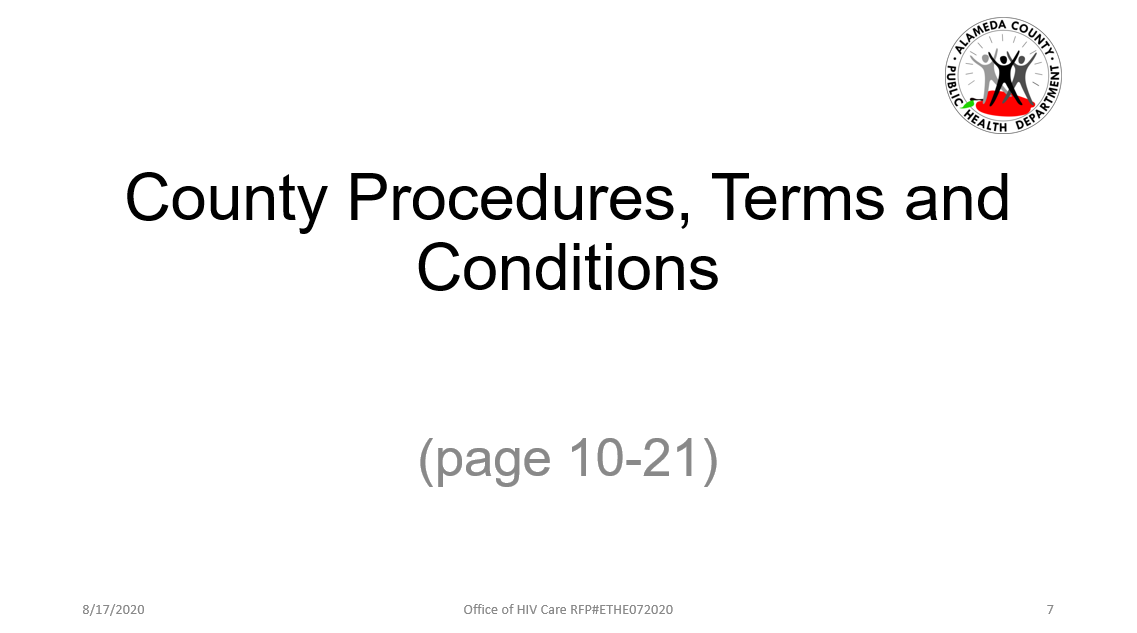 ALAMEDA COUNTY
PUBLIC HEALTH DEPARTMENT
County Procedures, Terms and
Conditions
(page 10-21)
8/17/2020
Office of HIV Care RFP#ETHE072020
7